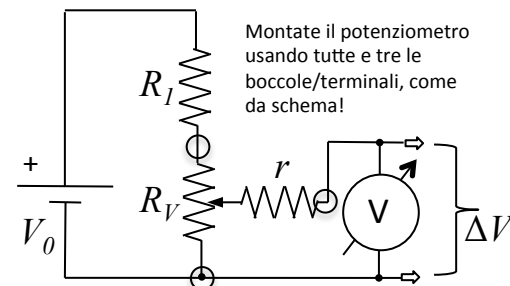 Montate il potenziometro
usando tutte e tre le
boccole/terminali, come
da schema!
R1
r
+
RV
V
V0
ΔV